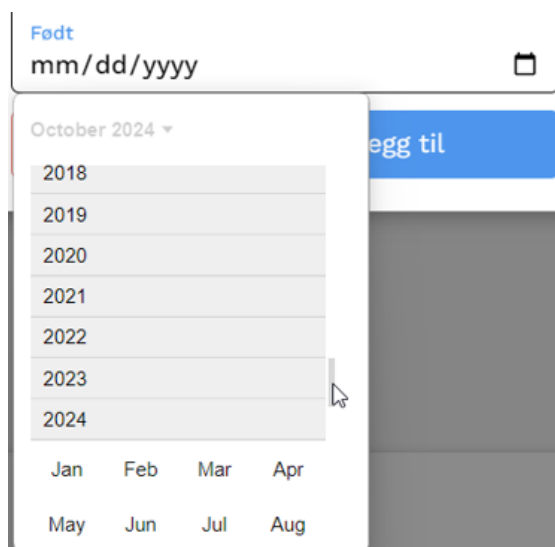 Født
mm/dd/yyyy
October 2024
egg til
2018
2019
2020
2021
2022
2023
2024
Jan Feb Mar Apr
May Jun Jul Aug